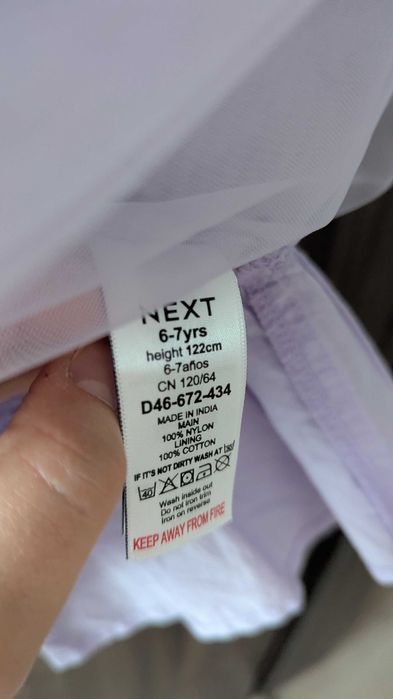 NEXT
6-7yrs
height 122cm
6-7años
CN 120/64
D46-672-434
MADE IN INDIA
MAIN
100% NYLON
LINING
100% COTTON
IF IT'S NOT DIRTY WASH AT 30
40
Wash inside out
Do not iron trim
Iron on reverse
KEEP AWAY FROM FIRE